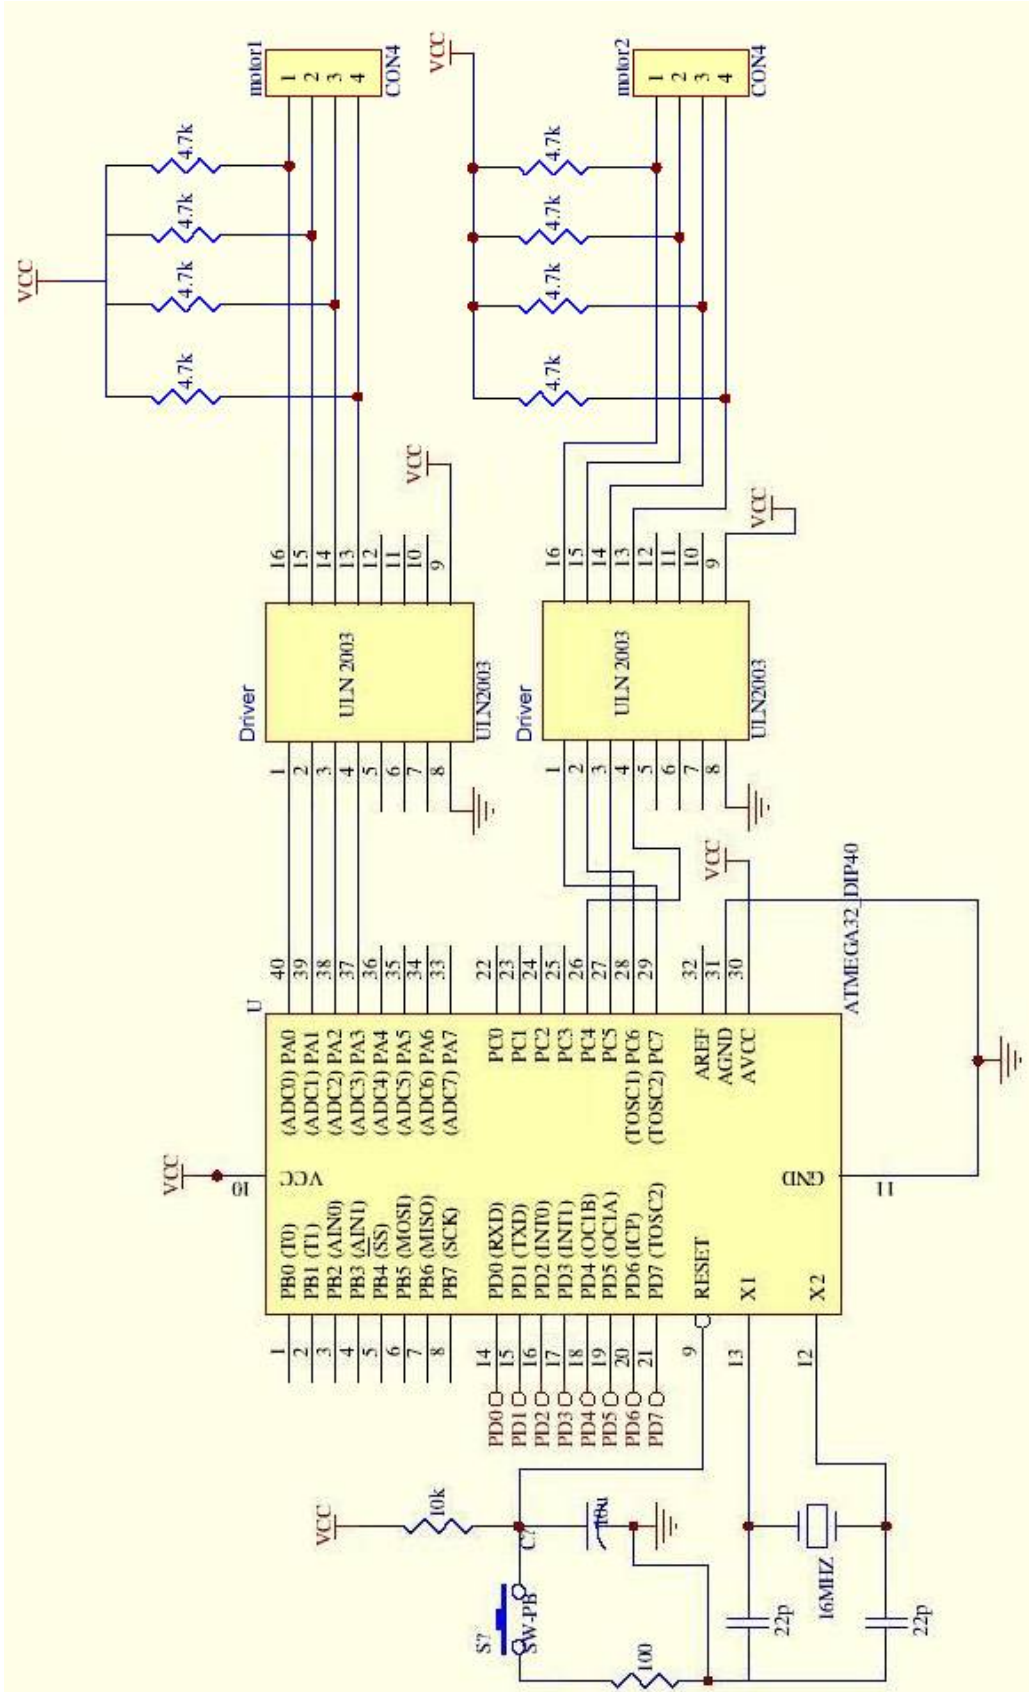 motor1
1
2
3
4
CON4
VCC
motor2
1
2
3
4
CON4
4.7k
4.7k
4.7k
4.7k
VCC
4.7k
4.7k
4.7k
4.7k
VCC
16
15
14
13
12
11
10
9
VCC
16
15
14
13
12
11
10
9
Driver
ULN 2003
ULN2003
Driver
ULN 2003
ULN2003
1
2
3
4
5
6
7
8
1
2
3
4
5
6
7
8
VCC
ATMEGA32_DIP40
U
40
39
38
37
36
35
34
33
22
23
24
25
26
27
28
29
32
31
30
(ADC0) PA0
(ADC1) PA1
(ADC2) PA2
(ADC3) PA3
(ADC4) PA4
(ADC5) PA5
(ADC6) PA6
(ADC7) PA7
PC0
PC1
PC2
PC3
PC4
PC5
(TOSC1) PC6
(TOSC2) PC7
AREF
AGND
AVCC
VCC
10
VCC
GND
11
PB0 (T0)
PB1 (T1)
PB2 (AIN0)
PB3 (AIN1)
PB4 (SS)
PB5 (MOSI)
PB6 (MISO)
PB7 (SCK)
PD0 (RXD)
PD1 (TXD)
PD2 (INT0)
PD3 (INT1)
PD4 (OC1B)
PD5 (OC1A)
PD6 (ICP)
PD7 (TOSC2)
RESET
X1
X2
1
2
3
4
5
6
7
8
14
15
16
17
18
19
20
21
9
13
12
PD0
PD1
PD2
PD3
PD4
PD5
PD6
PD7
VCC
10k
C?
10u
S?
SW-PB
100
22p
16MHZ
22p